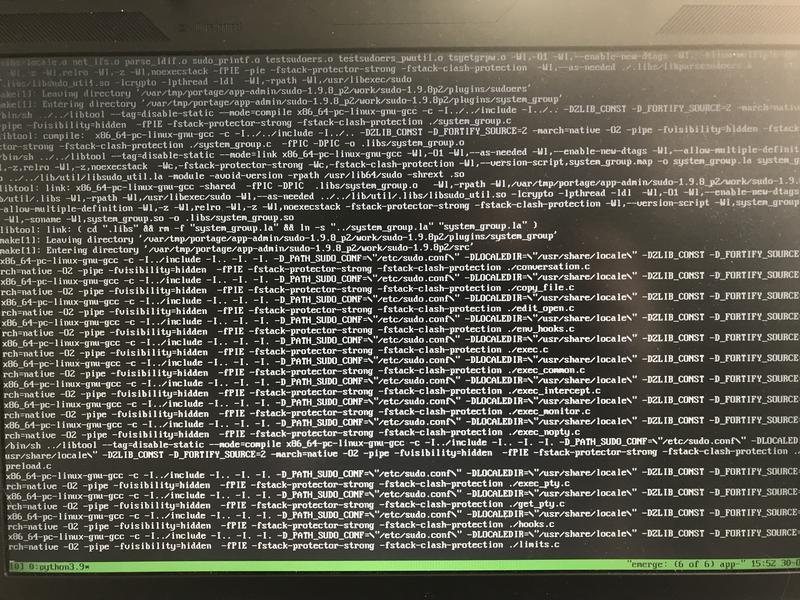 libs/locale.o net_ifs.o parse_ldif.o sudo_printf.o testsudoers.o testsudoers_pwutil.o tsgetgrpw.o -Wl,-O1 -Wl,--enable-new-dtags
-Wl,-z -Wl,relro -Wl,-z -Wl,noexecstack -fPIE -pie -fstack-protector-strong -fstack-clash-protection -Wl,--as-needed
-lcrypto -lpthread -ldl -Wl,-rpath -Wl,/usr/libexec/sudo
make[1]: Leaving directory '/var/tmp/portage/app-admin/sudo-1.9.8_p2/work/sudo-1.9.8p2/plugins/sudoers'
make[1]: Entering directory '/var/tmp/portage/app-admin/sudo-1.9.8_p2/work/sudo-1.9.8p2/plugins/system_group'
/bin/sh ../../libtool --tag=disable-static --mode=compile x86_64-pc-linux-gnu-gcc -c -I../../include -I../.. -DZLIB_CONST -D_FORTIFY_SOURCE=2 -march=native
-pipe -fvisibility=hidden -fPIE -fstack-protector-strong -fstack-clash-protection ./system_group.c
libtool: compile: x86_64-pc-linux-gnu-gcc -c -I../../include -I../.. -DZLIB_CONST -D_FORTIFY_SOURCE=2 -march=native -O2 -pipe -fvisibility=hidden -fstack-
tor-strong -fstack-clash-protection ./system_group.c -fPIC -DPIC -o .libs/system_group.o
/bin/sh ../../libtool --tag=disable-static --mode=link x86_64-pc-linux-gnu-gcc -Wl,-O1 -Wl,--as-needed -Wl,--enable-new-dtags -Wl,--allow-multiple-definit
l,-z,relro -Wl,-z,noexecstack -Wc,-fstack-protector-strong -Wc,-fstack-clash-protection -Wl,--version-script,system_group.map -o system_group.la system_g
o ../../lib/util/libsudo_util.la -module -avoid-version -rpath /usr/lib64/sudo -shrext .so
libtool: link: x86_64-pc-linux-gnu-gcc -shared -fPIC -DPIC .libs/system_group.o -Wl,-rpath -Wl,/var/tmp/portage/app-admin/sudo-1.9.8_p2/work/sudo-1.9.8p2/
b/util/.libs -Wl,-rpath -Wl,/usr/libexec/sudo -Wl,--as-needed ../../lib/util/.libs/libsudo_util.so -lcrypto -lpthread -ldl -Wl,-O1 -Wl,--enable-new-dtags
-allow-multiple-definition -Wl,-z -Wl,relro -Wl,-z -Wl,noexecstack -fstack-protector-strong -fstack-clash-protection -Wl,--version-script -Wl,system_group
-Wl,-soname -Wl,system_group.so -o .libs/system_group.so
libtool: link: ( cd ".libs" && rm -f "system_group.la" && ln -s "../system_group.la" "system_group.la" )
make[1]: Leaving directory '/var/tmp/portage/app-admin/sudo-1.9.8_p2/work/sudo-1.9.8p2/plugins/system_group'
make[1]: Entering directory '/var/tmp/portage/app-admin/sudo-1.9.8_p2/work/sudo-1.9.8p2/src'
x86_64-pc-linux-gnu-gcc -c -I../include -I.. -I. -I. -D_PATH_SUDO_CONF=\"/etc/sudo.conf\" -DLOCALEDIR=\"/usr/share/locale\" -DZLIB_CONST -D_FORTIFY_SOURCE
rch=native -O2 -pipe -fvisibility=hidden -fPIE -fstack-protector-strong -fstack-clash-protection ./conversation.c
x86_64-pc-linux-gnu-gcc -c -I../include -I.. -I. -I. -D_PATH_SUDO_CONF=\"/etc/sudo.conf\" -DLOCALEDIR=\"/usr/share/locale\" -DZLIB_CONST -D_FORTIFY_SOURCE
rch=native -O2 -pipe -fvisibility=hidden -fPIE -fstack-protector-strong -fstack-clash-protection ./copy_file.c
x86_64-pc-linux-gnu-gcc -c -I../include -I.. -I. -I. -D_PATH_SUDO_CONF=\"/etc/sudo.conf\" -DLOCALEDIR=\"/usr/share/locale\" -DZLIB_CONST -D_FORTIFY_SOURCE
rch=native -O2 -pipe -fvisibility=hidden -fPIE -fstack-protector-strong -fstack-clash-protection ./edit_open.c
x86_64-pc-linux-gnu-gcc -c -I../include -I.. -I. -I. -D_PATH_SUDO_CONF=\"/etc/sudo.conf\" -DLOCALEDIR=\"/usr/share/locale\" -DZLIB_CONST -D_FORTIFY_SOURCE
rch=native -O2 -pipe -fvisibility=hidden -fPIE -fstack-protector-strong -fstack-clash-protection ./env_hooks.c
x86_64-pc-linux-gnu-gcc -c -I../include -I.. -I. -I. -D_PATH_SUDO_CONF=\"/etc/sudo.conf\" -DLOCALEDIR=\"/usr/share/locale\" -DZLIB_CONST -D_FORTIFY_SOURCE
rch=native -O2 -pipe -fvisibility=hidden -fPIE -fstack-protector-strong -fstack-clash-protection ./exec.c
x86_64-pc-linux-gnu-gcc -c -I../include -I.. -I. -I. -D_PATH_SUDO_CONF=\"/etc/sudo.conf\" -DLOCALEDIR=\"/usr/share/locale\" -DZLIB_CONST -D_FORTIFY_SOURCE
rch=native -O2 -pipe -fvisibility=hidden -fPIE -fstack-protector-strong -fstack-clash-protection ./exec_common.c
x86_64-pc-linux-gnu-gcc -c -I../include -I.. -I. -I. -D_PATH_SUDO_CONF=\"/etc/sudo.conf\" -DLOCALEDIR=\"/usr/share/locale\" -DZLIB_CONST -D_FORTIFY_SOURCE
rch=native -O2 -pipe -fvisibility=hidden -fPIE -fstack-protector-strong -fstack-clash-protection ./exec_intercept.c
x86_64-pc-linux-gnu-gcc -c -I../include -I.. -I. -I. -D_PATH_SUDO_CONF=\"/etc/sudo.conf\" -DLOCALEDIR=\"/usr/share/locale\" -DZLIB_CONST -D_FORTIFY_SOURCE
rch=native -O2 -pipe -fvisibility=hidden -fPIE -fstack-protector-strong -fstack-clash-protection ./exec_monitor.c
x86_64-pc-linux-gnu-gcc -c -I../include -I.. -I. -I. -D_PATH_SUDO_CONF=\"/etc/sudo.conf\" -DLOCALEDIR=\"/usr/share/locale\" -DZLIB_CONST -D_FORTIFY_SOURCE
rch=native -O2 -pipe -fvisibility=hidden -fPIE -fstack-protector-strong -fstack-clash-protection ./exec_nopty.c
/bin/sh ../libtool --tag=disable-static --mode=compile x86_64-pc-linux-gnu-gcc -c -I../include -I.. -I. -I. -D_PATH_SUDO_CONF=\"/etc/sudo.conf\" -DLOCALED
usr/share/locale\" -DZLIB_CONST -D_FORTIFY_SOURCE=2 -march=native -O2 -pipe -fvisibility=hidden -fPIE -fstack-protector-strong -fstack-clash-protection ..
preload.c
x86_64-pc-linux-gnu-gcc -c -I../include -I.. -I. -I. -D_PATH_SUDO_CONF=\"/etc/sudo.conf\" -DLOCALEDIR=\"/usr/share/locale\" -DZLIB_CONST -D_FORTIFY_SOURCE
rch=native -O2 -pipe -fvisibility=hidden -fPIE -fstack-protector-strong -fstack-clash-protection ./exec_pty.c
x86_64-pc-linux-gnu-gcc -c -I../include -I.. -I. -I. -D_PATH_SUDO_CONF=\"/etc/sudo.conf\" -DLOCALEDIR=\"/usr/share/locale\" -DZLIB_CONST -D_FORTIFY_SOURCE
rch=native -O2 -pipe -fvisibility=hidden -fPIE -fstack-protector-strong -fstack-clash-protection ./get_pty.c
x86_64-pc-linux-gnu-gcc -c -I../include -I.. -I. -I. -D_PATH_SUDO_CONF=\"/etc/sudo.conf\" -DLOCALEDIR=\"/usr/share/locale\" -DZLIB_CONST -D_FORTIFY_SOURCE
rch=native -O2 -pipe -fvisibility=hidden -fPIE -fstack-protector-strong -fstack-clash-protection ./hooks.c
x86_64-pc-linux-gnu-gcc -c -I../include -I.. -I. -I. -D_PATH_SUDO_CONF=\"/etc/sudo.conf\" -DLOCALEDIR=\"/usr/share/locale\" -DZLIB_CONST -D_FORTIFY_SOURCE
rch=native -O2 -pipe -fvisibility=hidden -fPIE -fstack-protector-strong -fstack-clash-protection ./limits.c
[0] 0:python3.9* "emerge: (6 of 6) app-" 15:52 30-O